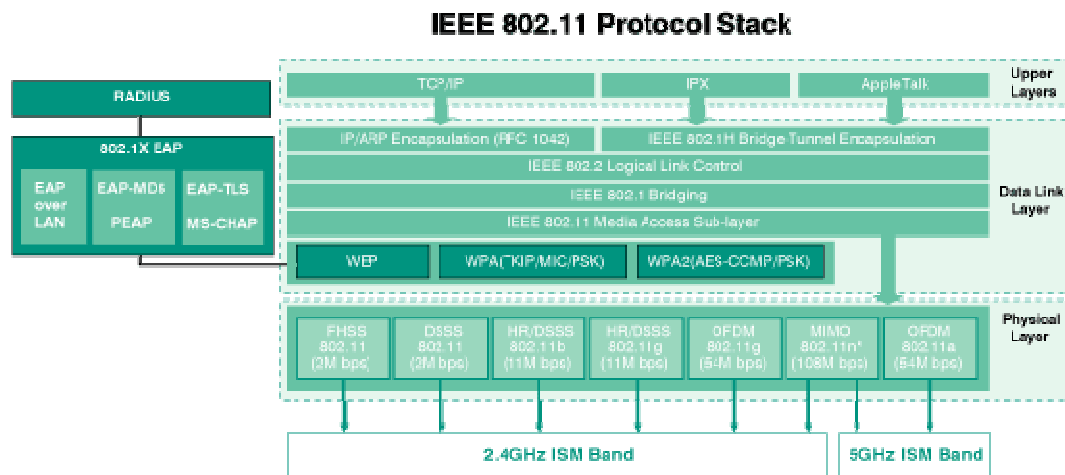 IEEE 802.11 Protocol Stack
TCP/IP
IPX
AppleTalk
Upper
Layers
RADIUS
802.1X EAP
EAP
over
LAN
EAP-MD5
PEAP
EAP-TLS
MS-CHAP
IP/ARP Encapsulation (RFC 1042)
IEEE 802.1H Bridge-Tunnel Encapsulation
IEEE 802.2 Logical Link Control
IEEE 802.1 Bridging
IEEE 802.11 Media Access Sub-layer
Data Link
Layer
WEP
WPA(TKIP/MIC/PSK)
WPA2(AES-CCMP/PSK)
Physical
Layer
FHSS
802.11
(2M bps)
DSSS
802.11
(2M bps)
HR/DSSS
802.11b
(11M bps)
HR/DSSS
802.11g
(11M bps)
OFDM
802.11g
(54M bps)
MIMO
802.11n*
(108M bps)
OFDM
802.11a
(54M bps)
2.4GHz ISM Band
5GHz ISM Band